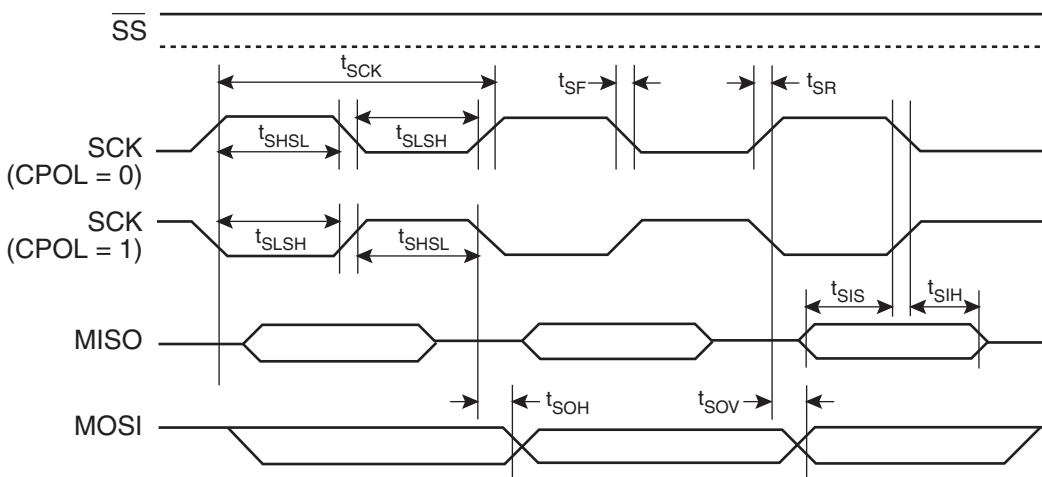 SS
tSCK
tSF
tSR
SCK
(CPOL = 0)
tSHSL
tSLSH
SCK
(CPOL = 1)
tSLSH
tSHSL
tSIS
tSIH
MISO
tSOH
tSOV
MOSI